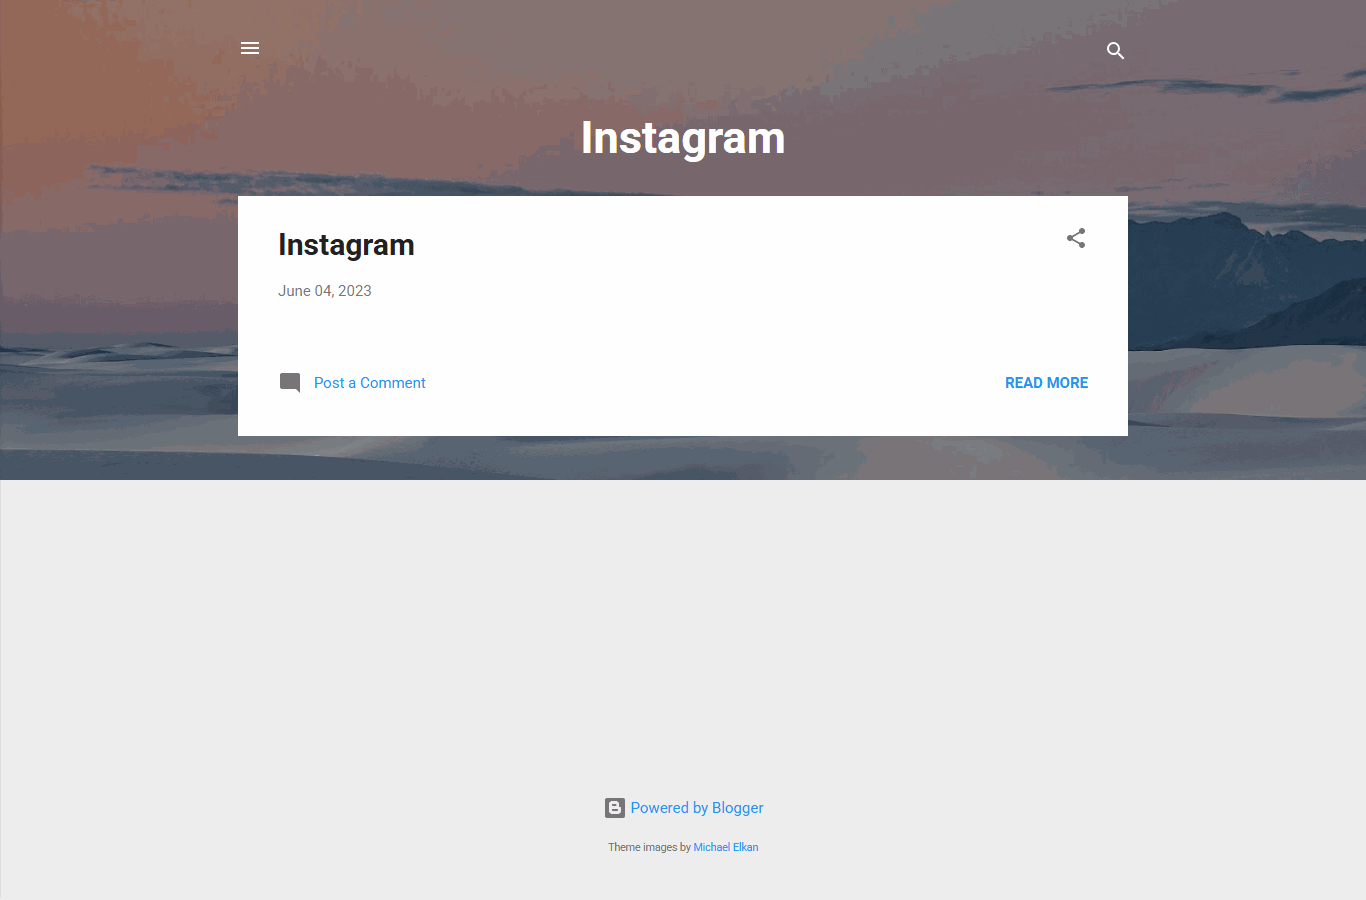 Instagram
Instagram
June 04, 2023
Post a Comment
READ MORE
Powered by Blogger
Theme images by Michael Elkan